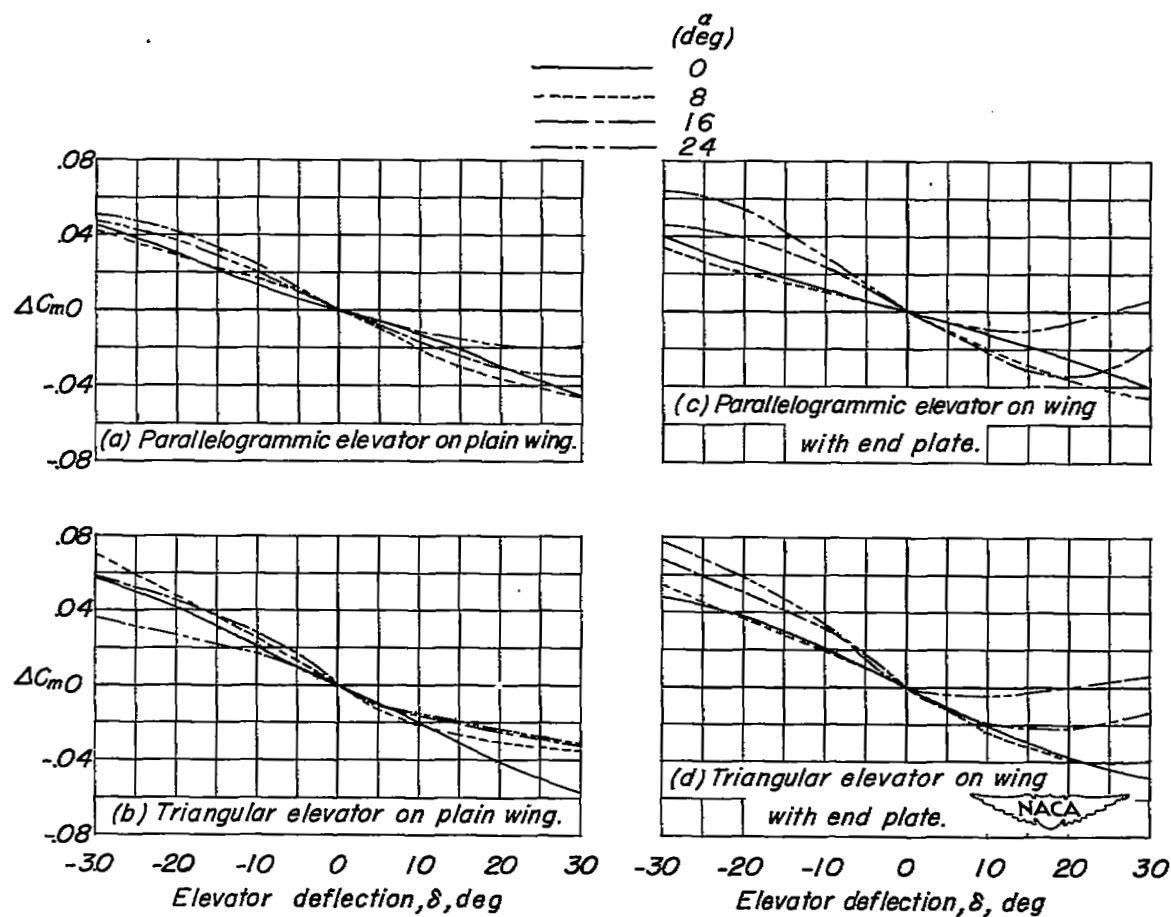 α
(deg)
0
8
16
24
.08
.04
ΔCm0
-.04
-.08
(a) Parallelogrammic elevator on plain wing.
(c) Parallelogrammic elevator on wing
with end plate.
.08
.04
ΔCm0
-.04
-.08
(b) Triangular elevator on plain wing.
(d) Triangular elevator on wing
with end plate.
NACA
-30 -20 -10 0 10 20 30
-30 -20 -10 0 10 20 30
Elevator deflection, δ, deg
Elevator deflection, δ, deg